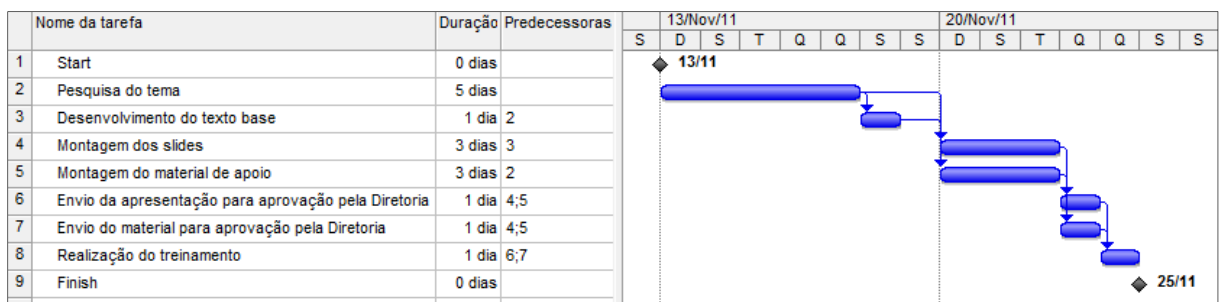 Nome da tarefa Duração Predecessoras 13/Nov/11 20/Nov/11
S D S T Q Q S S D S T Q Q S S
1 Start 0 dias 13/11
2 Pesquisa do tema 5 dias
3 Desenvolvimento do texto base 1 dia 2
4 Montagem dos slides 3 dias 3
5 Montagem do material de apoio 3 dias 2
6 Envio da apresentação para aprovação pela Diretoria 1 dia 4;5
7 Envio do material para aprovação pela Diretoria 1 dia 4;5
8 Realização do treinamento 1 dia 6;7
9 Finish 0 dias 25/11